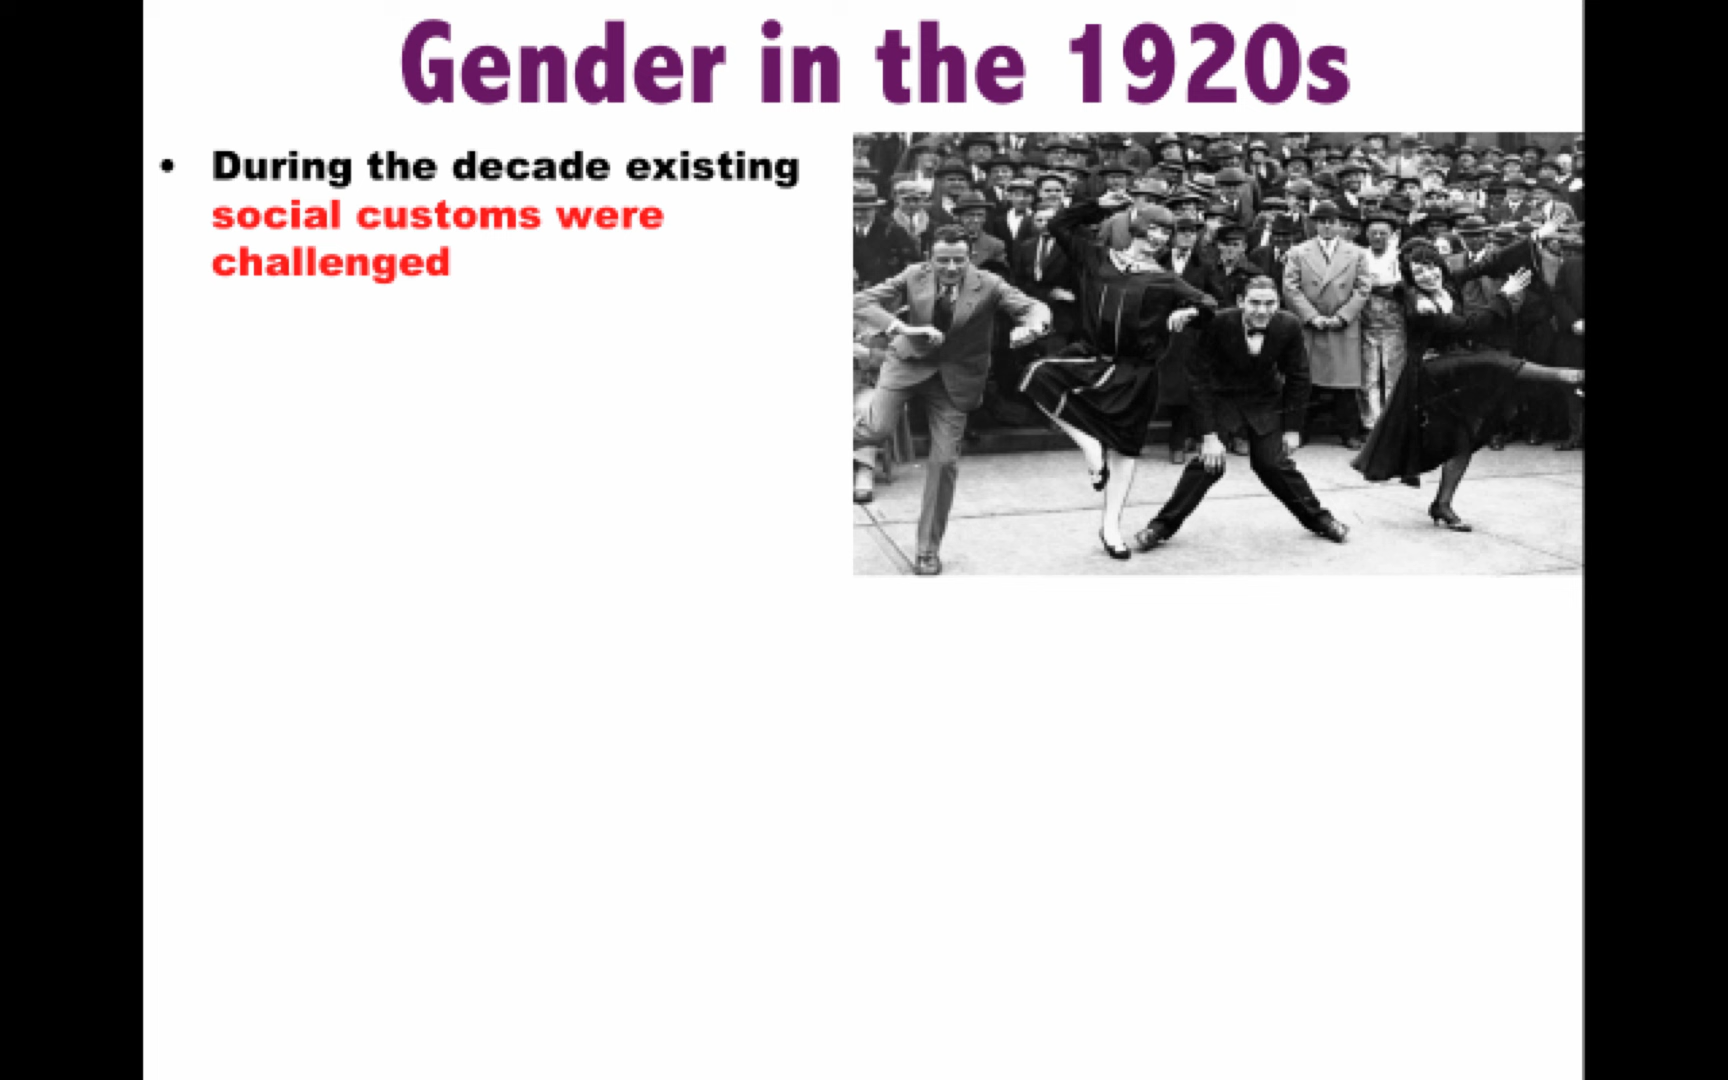 Gender in the 1920s
• During the decade existing
social customs were
challenged